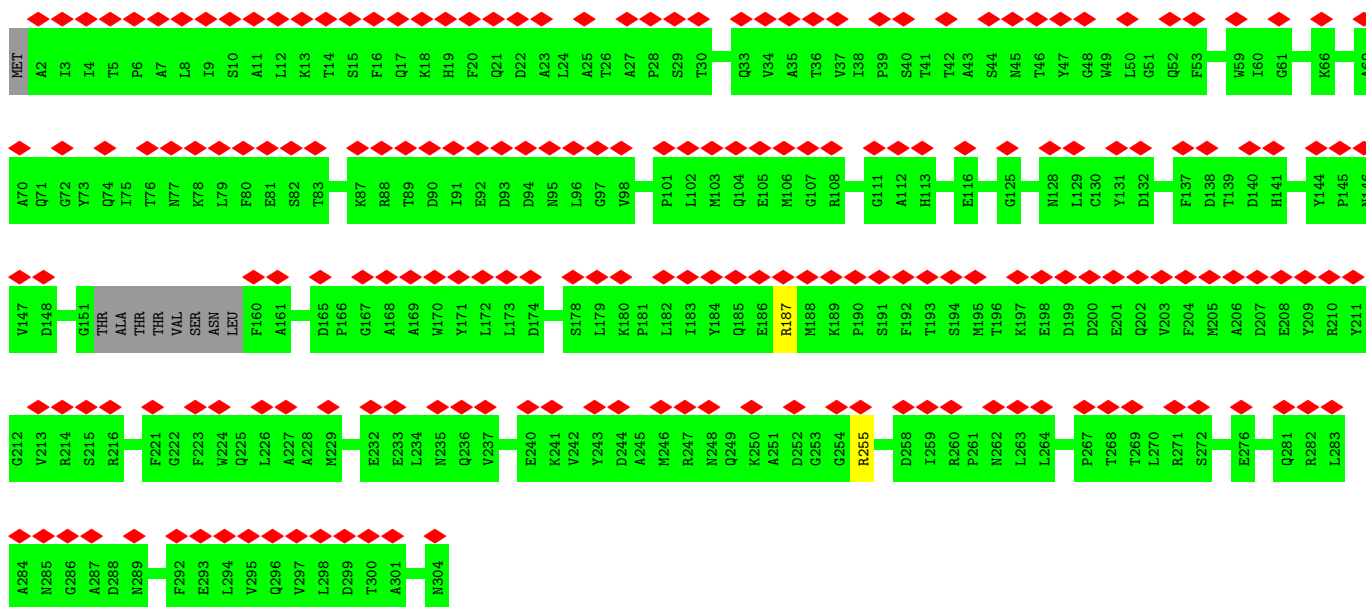 MET A2 I3 I4 T5 P6 A7 L8 I9 S10 A11 L12 K13 T14 S15 F16 Q17 K18 H19 F20 Q21 D22 A23 L24 A25 T26 A27 P28 S29 T30 Q33 V34 A35 T36 V37 I38 P39 S40 T41 T42 A43 S44 N45 T46 Y47 G48 W49 L50 G51 Q52 F53 W59 I60 G61 K66
A70 Q71 G72 Y73 Q74 I75 T76 N77 K78 L79 F80 E81 S82 T83 K87 R88 T89 D90 I91 E92 D93 D94 N95 L96 G97 V98 P101 L102 M103 Q104 E105 M106 G107 R108 G111 A112 H113 E116 G125 N128 L129 C130 Y131 D132 F137 D138 T139 D140 H141 Y144 P145 N146
V147 D148 G151 THR ALA THR THR VAL SER ASN LEU F160 A161 D165 P166 G167 A168 A169 W170 Y171 L172 L173 D174 S178 L179 K180 P181 L182 I183 Y184 Q185 E186 R187 M188 K189 P190 S191 F192 T193 S194 M195 T196 K197 E198 D199 D200 E201 Q202 V203 F204 M205 A206 D207 E208 Y209 R210 Y211
G212 V213 R214 S215 R216 F221 G222 F223 W224 Q225 L226 A227 A228 M229 E232 E233 L234 N235 Q236 V237 E240 K241 V242 Y243 D244 A245 M246 R247 N248 Q249 K250 A251 D252 G253 G254 R255 D258 I259 R260 P261 N262 L263 L264 P267 T268 T269 L270 R271 S272 E276 Q281 R282 L283
A284 N285 G286 A287 D288 N289 F292 E293 L294 V295 Q296 V297 L298 D299 T300 A301 N304